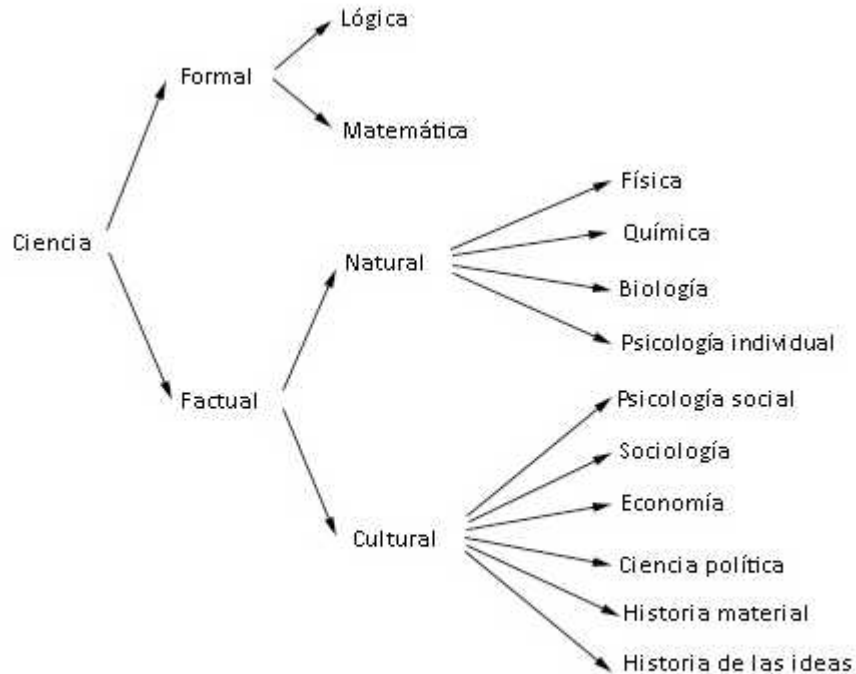 Ciencia
Formal
Lógica
Matemática
Factual
Natural
Física
Química
Biología
Psicología individual
Cultural
Psicología social
Sociología
Economía
Ciencia política
Historia material
Historia de las ideas